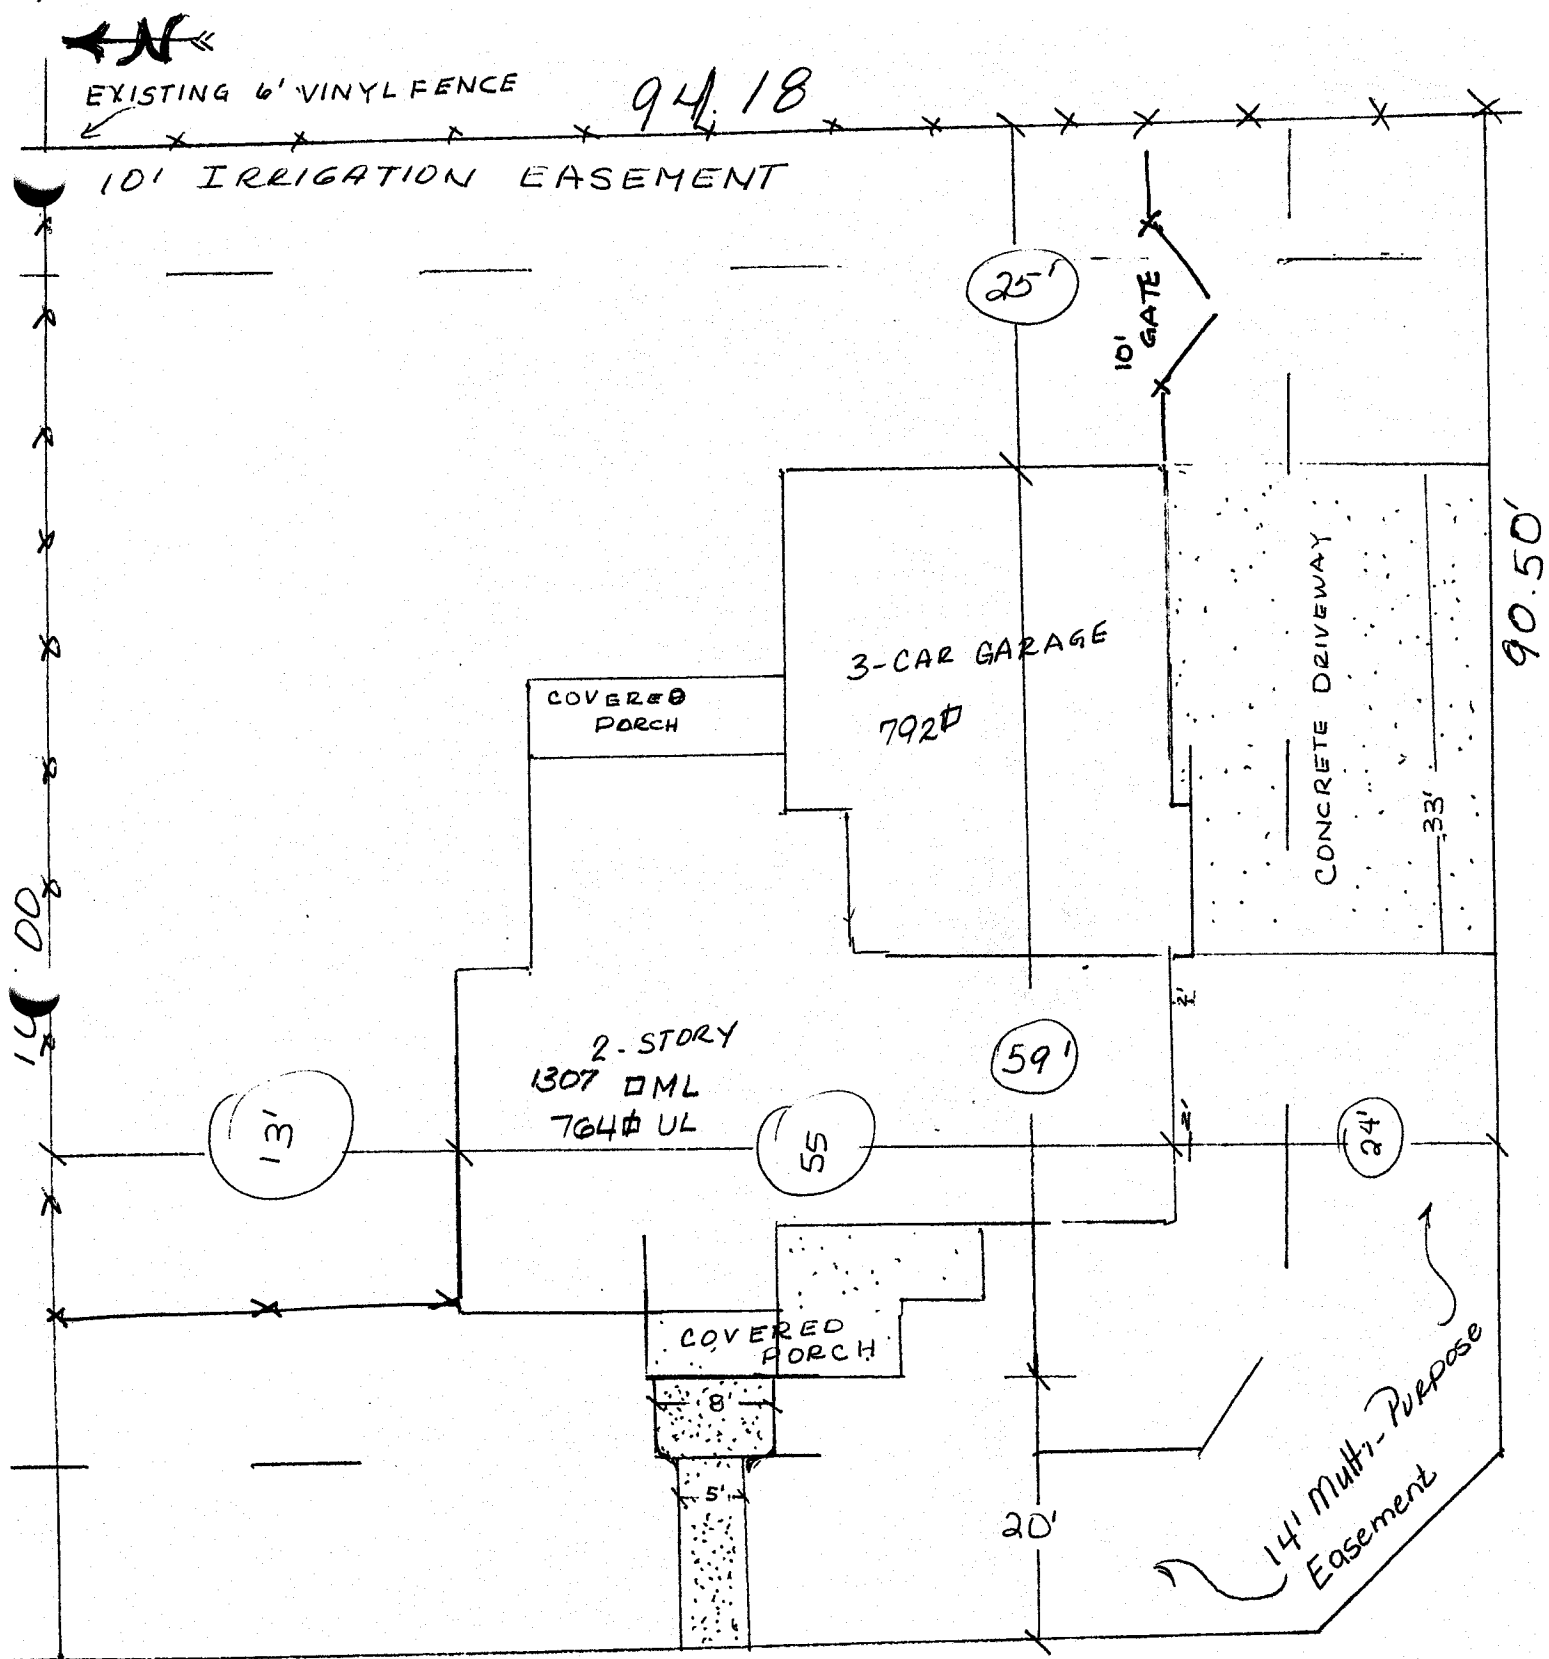 N
EXISTING 6' VINYL FENCE
94.18
10' IRRIGATION EASEMENT
25'
10'
GATE
90.50'
3-CAR GARAGE
792
COVERED
PORCH
CONCRETE DRIVEWAY
33'
2'
2-STORY
1307 ML
764 UL
59'
13'
55
2'
24'
COVERED
PORCH
8'
5'
20'
14' Multi-Purpose
Easement